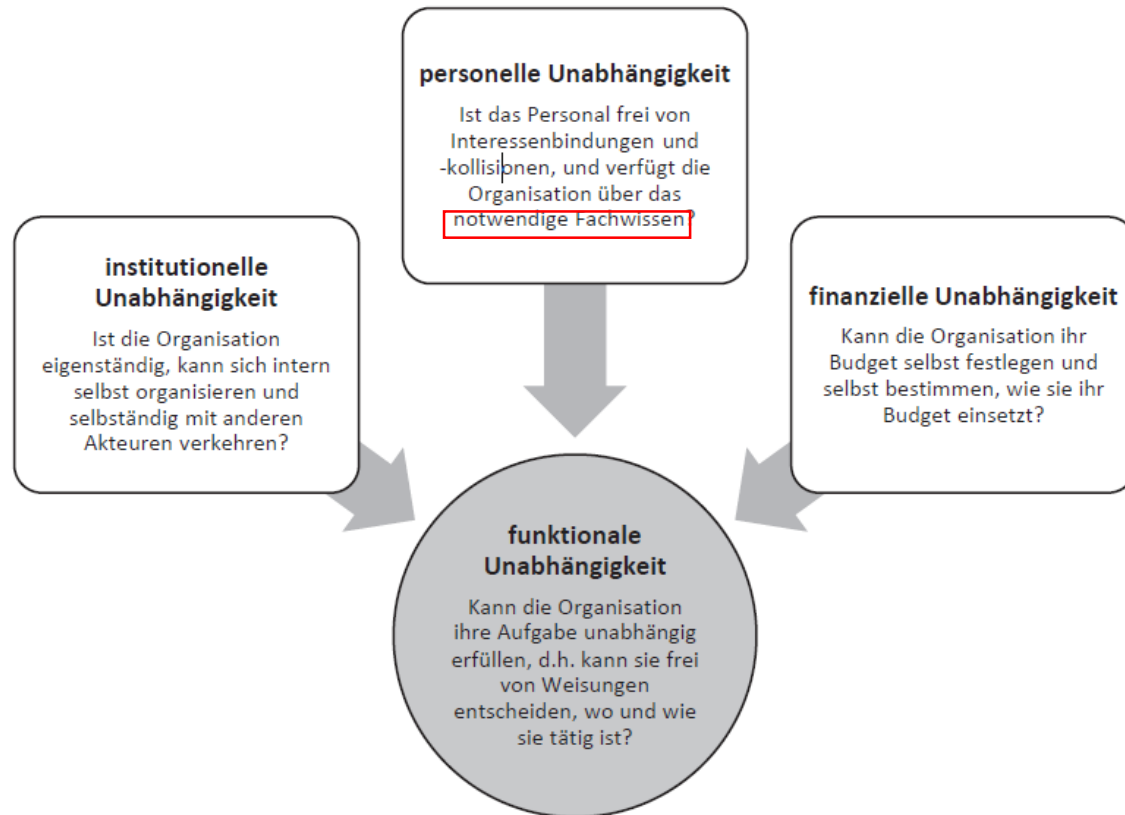 personelle Unabhängigkeit
Ist das Personal frei von
Interessenbindungen und
-kollisionen, und verfügt die
Organisation über das
notwendige Fachwissen?
institutionelle
Unabhängigkeit
Ist die Organisation
eigenständig, kann sich intern
selbst organisieren und
selbständig mit anderen
Akteuren verkehren?
finanzielle Unabhängigkeit
Kann die Organisation ihr
Budget selbst festlegen und
selbst bestimmen, wie sie ihr
Budget einsetzt?
funktionale
Unabhängigkeit
Kann die Organisation
ihre Aufgabe unabhängig
erfüllen, d.h. kann sie frei
von Weisungen
entscheiden, wo und wie
sie tätig ist?